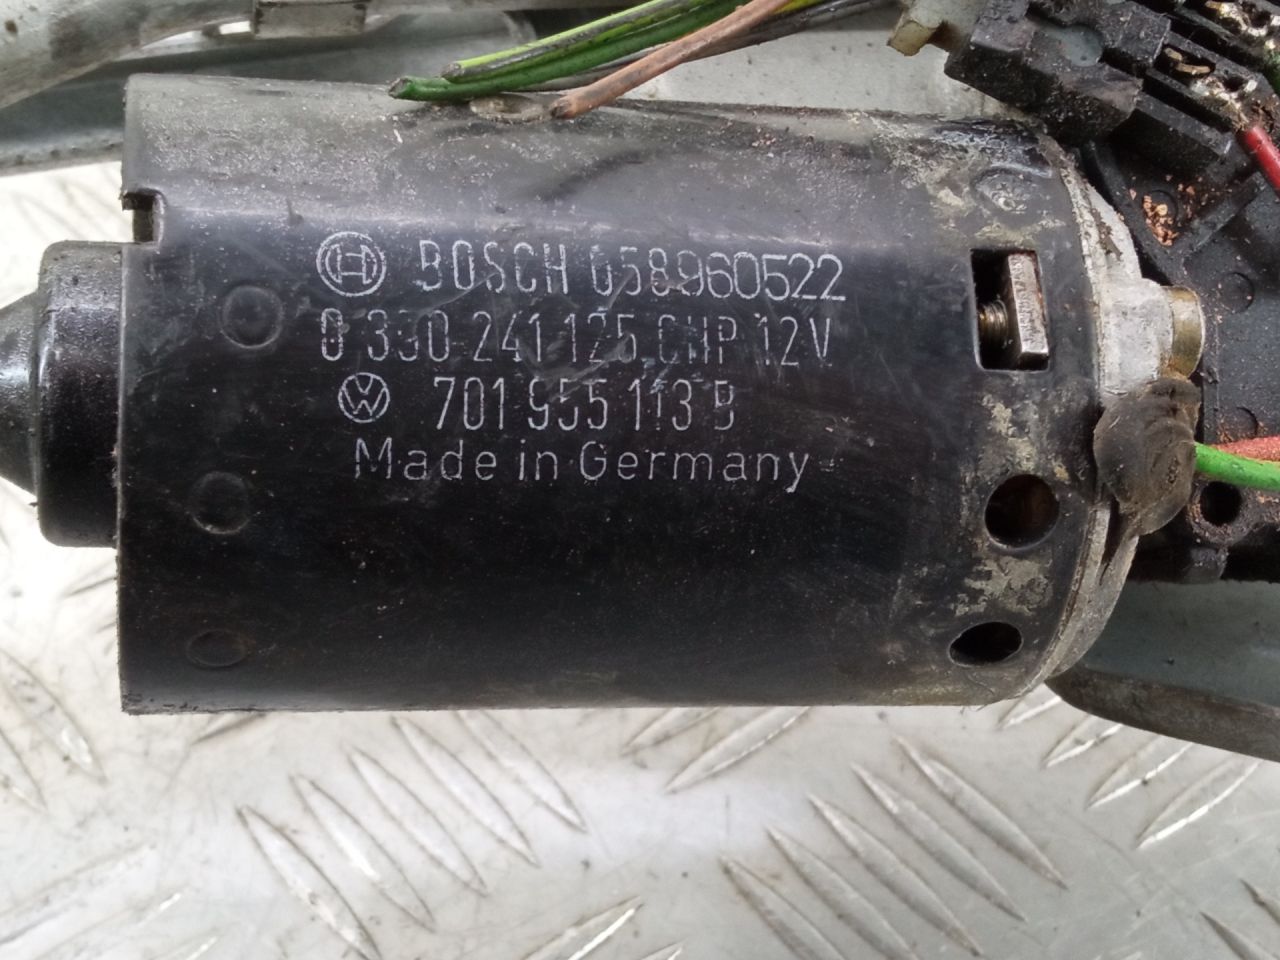 BOSCH 058960522
0 390 241 125 CHP 12V
701 955 113 B
Made in Germany